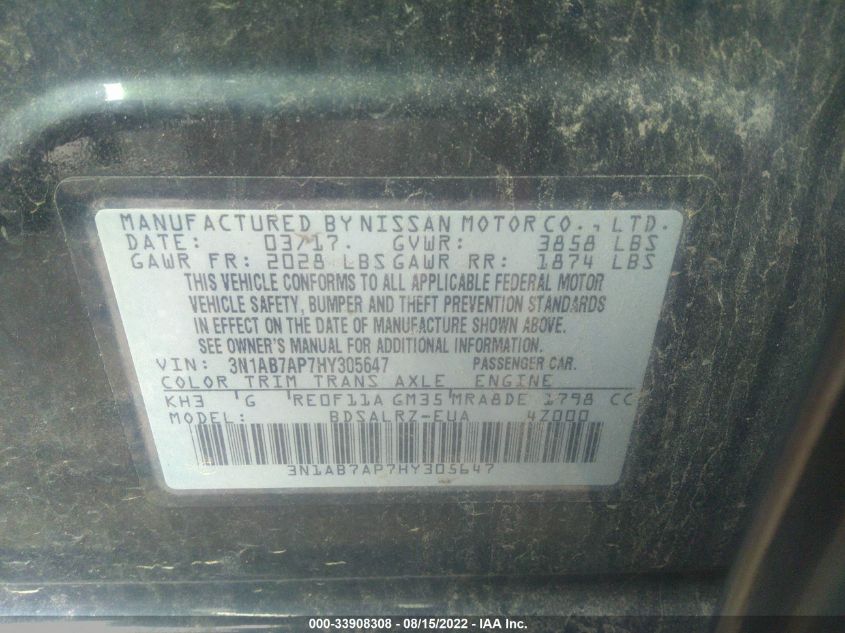 MANUFACTURED BY NISSAN MOTOR CO., LTD.
DATE: 03/17. GVWR: 3858 LBS
GAWR FR: 2028 LBS GAWR RR: 1874 LBS
THIS VEHICLE CONFORMS TO ALL APPLICABLE FEDERAL MOTOR
VEHICLE SAFETY, BUMPER AND THEFT PREVENTION STANDARDS
IN EFFECT ON THE DATE OF MANUFACTURE SHOWN ABOVE.
SEE OWNER'S MANUAL FOR ADDITIONAL INFORMATION.
VIN: 3N1AB7AP7HY305647 PASSENGER CAR.
COLOR TRIM TRANS AXLE ENGINE
KH3 G RE0F11A GM35 MRA8DE 1798 CC
MODEL: BDSALRZ-EUA 4Z000
3N1AB7AP7HY305647
000-33908308 - 08/15/2022 - IAA Inc.